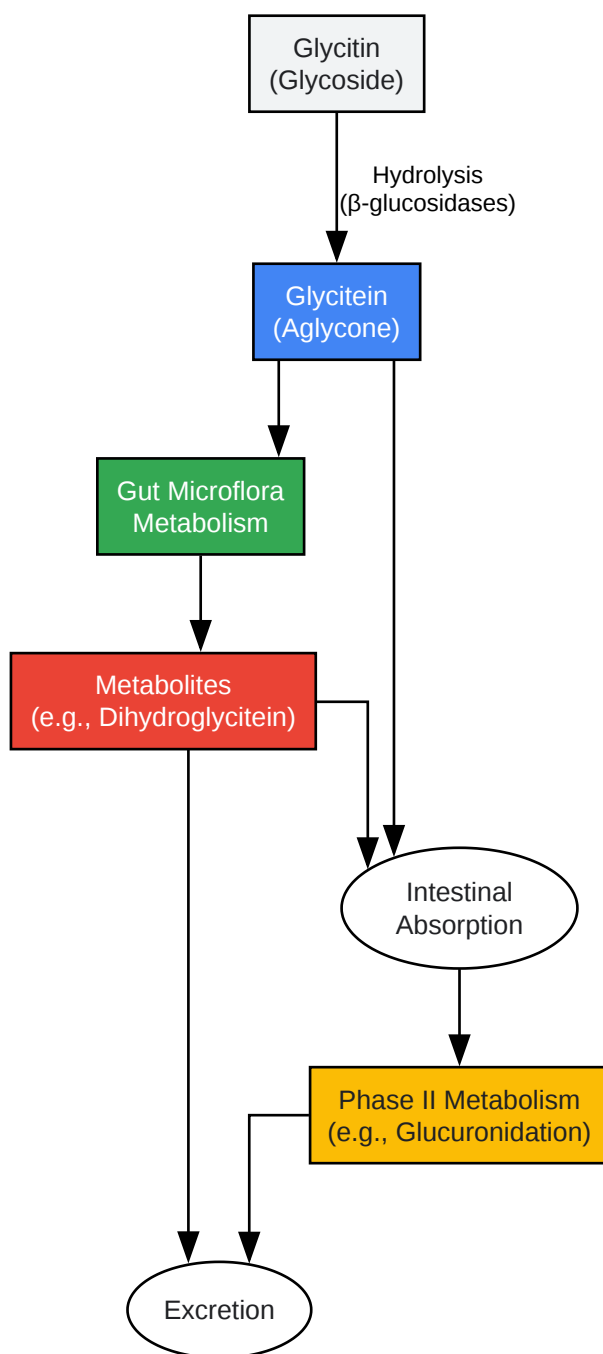 Glycitin
(Glycoside)
Hydrolysis
(β-glucosidases)
Glycitein
(Aglycone)
Gut Microflora
Metabolism
Metabolites
(e.g., Dihydroglycitein)
Intestinal
Absorption
Phase II Metabolism
(e.g., Glucuronidation)
Excretion